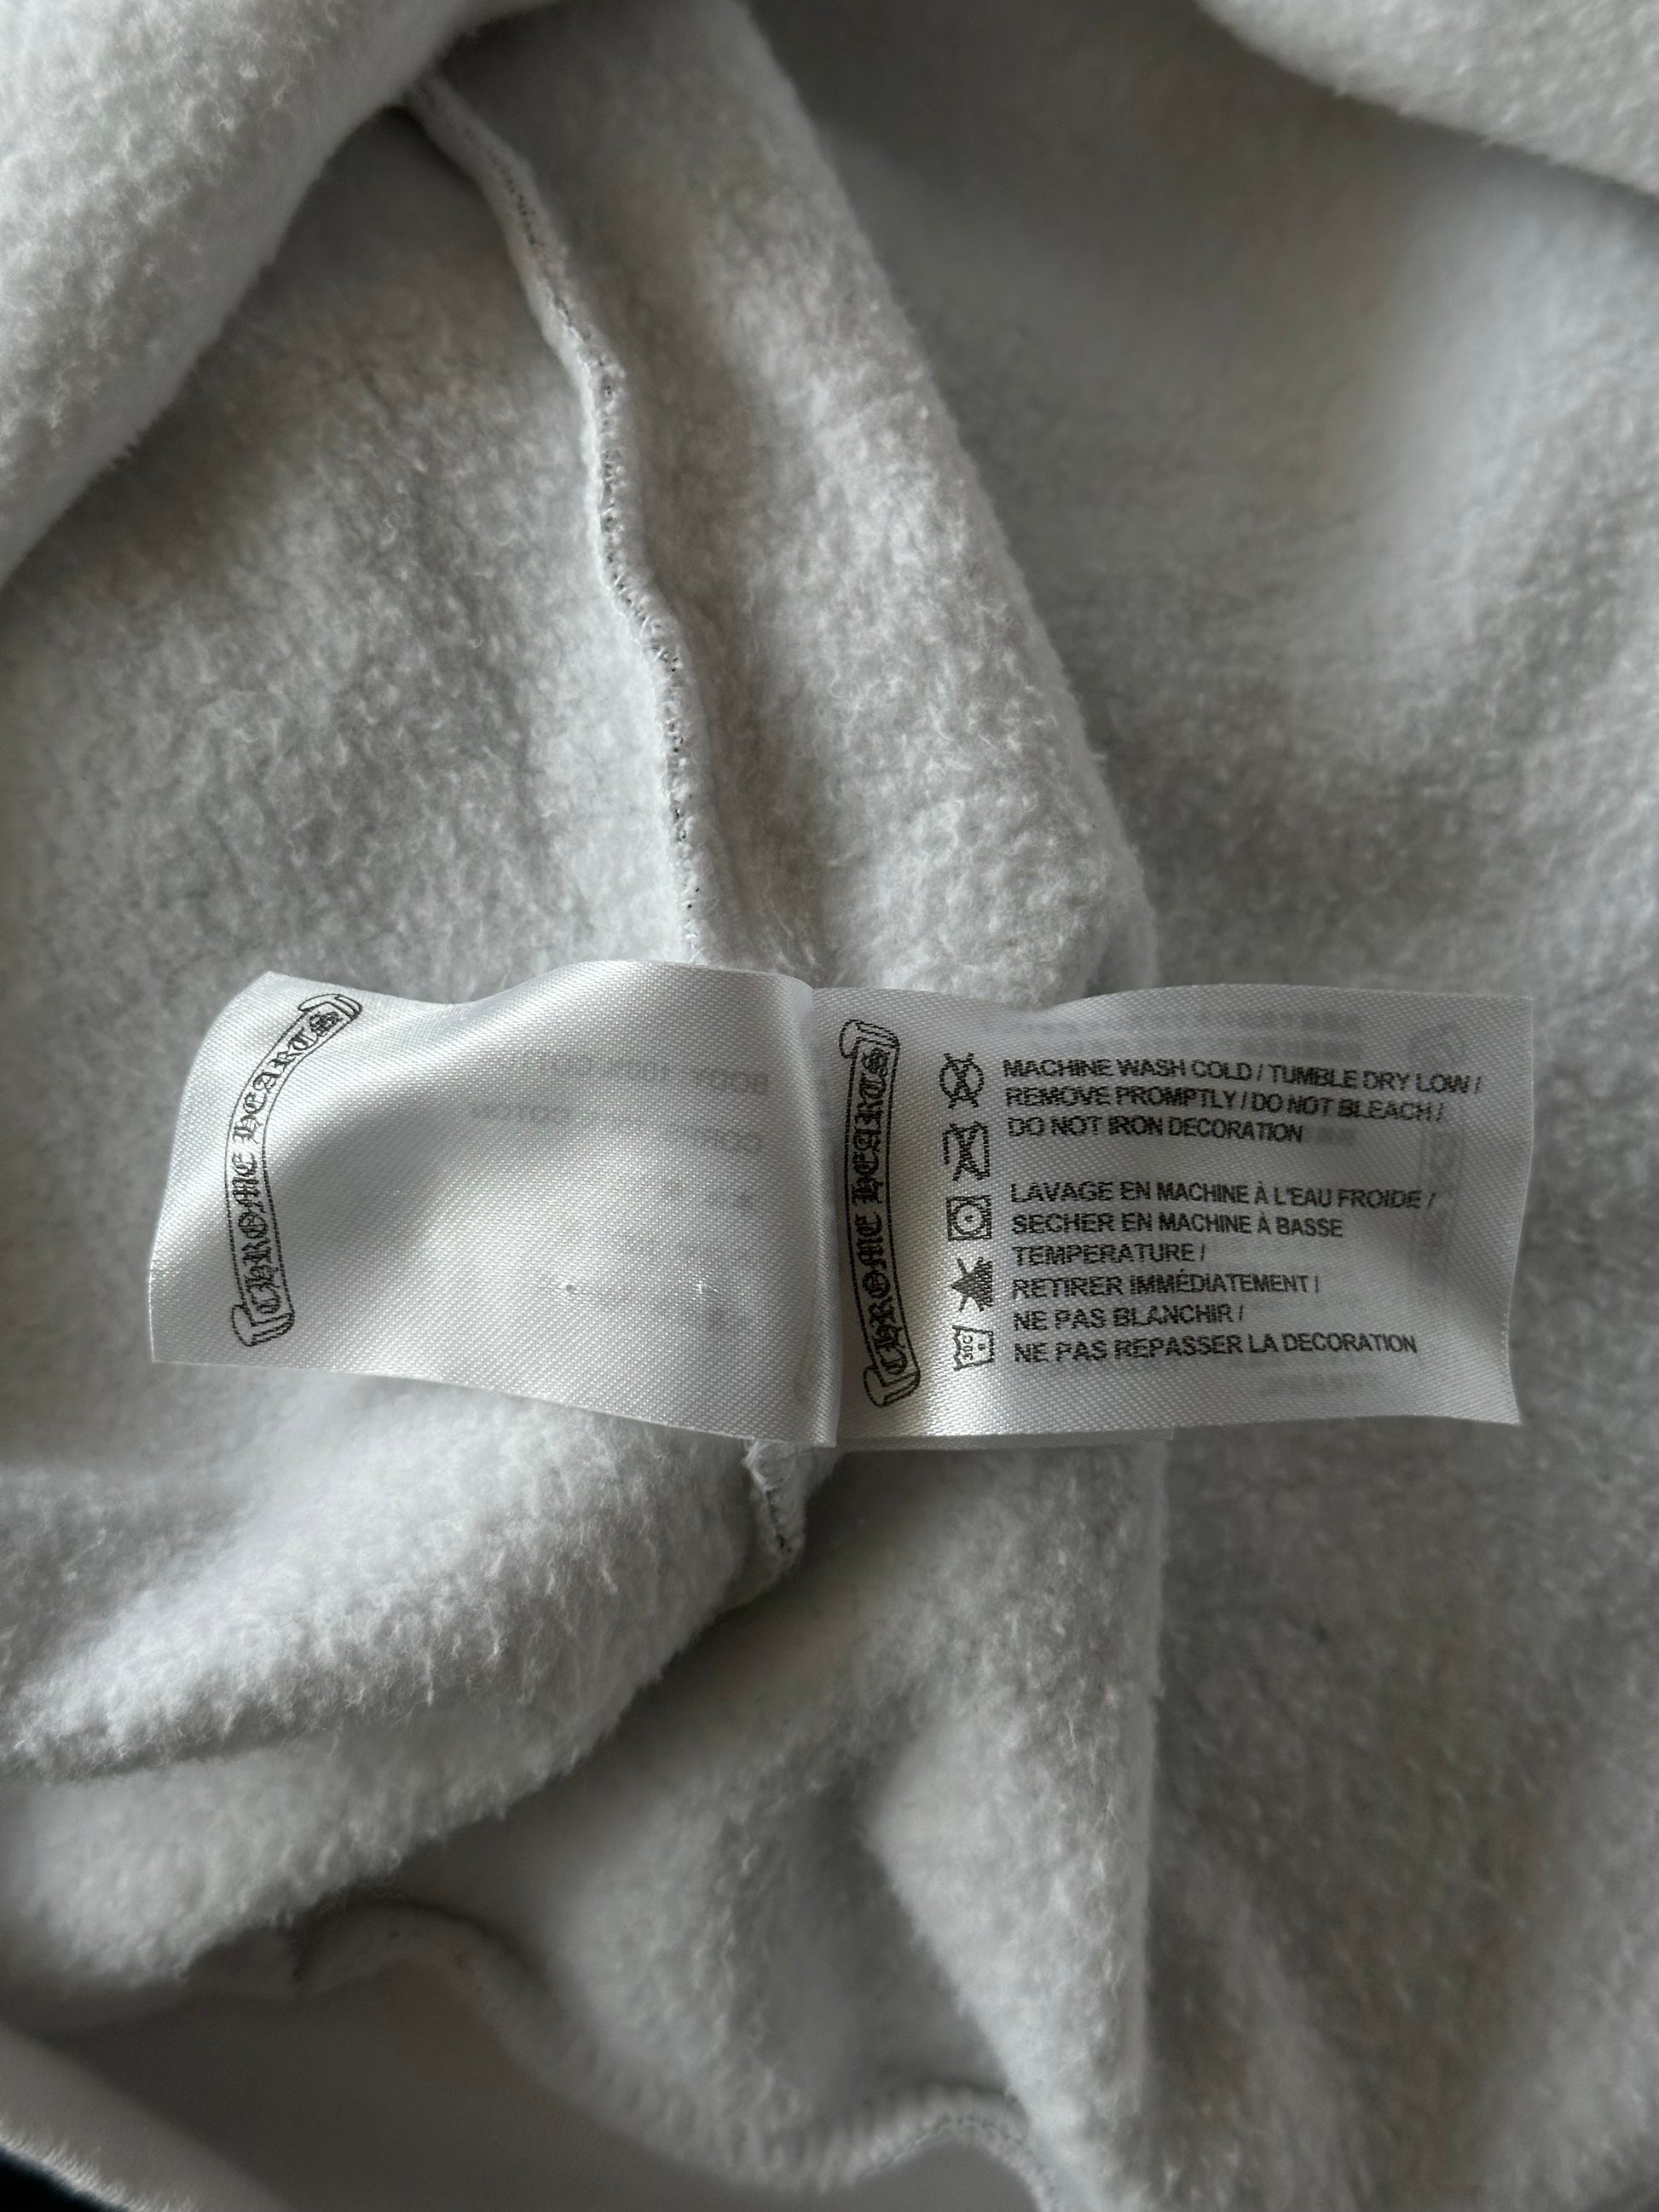 CHROME HEARTS
CHROME HEARTS
MACHINE WASH COLD / TUMBLE DRY LOW /
REMOVE PROMPTLY / DO NOT BLEACH /
DO NOT IRON DECORATION
LAVAGE EN MACHINE À L'EAU FROIDE /
SECHER EN MACHINE À BASSE
TEMPERATURE /
RETIRER IMMÉDIATEMENT /
NE PAS BLANCHIR /
NE PAS REPASSER LA DECORATION
30C